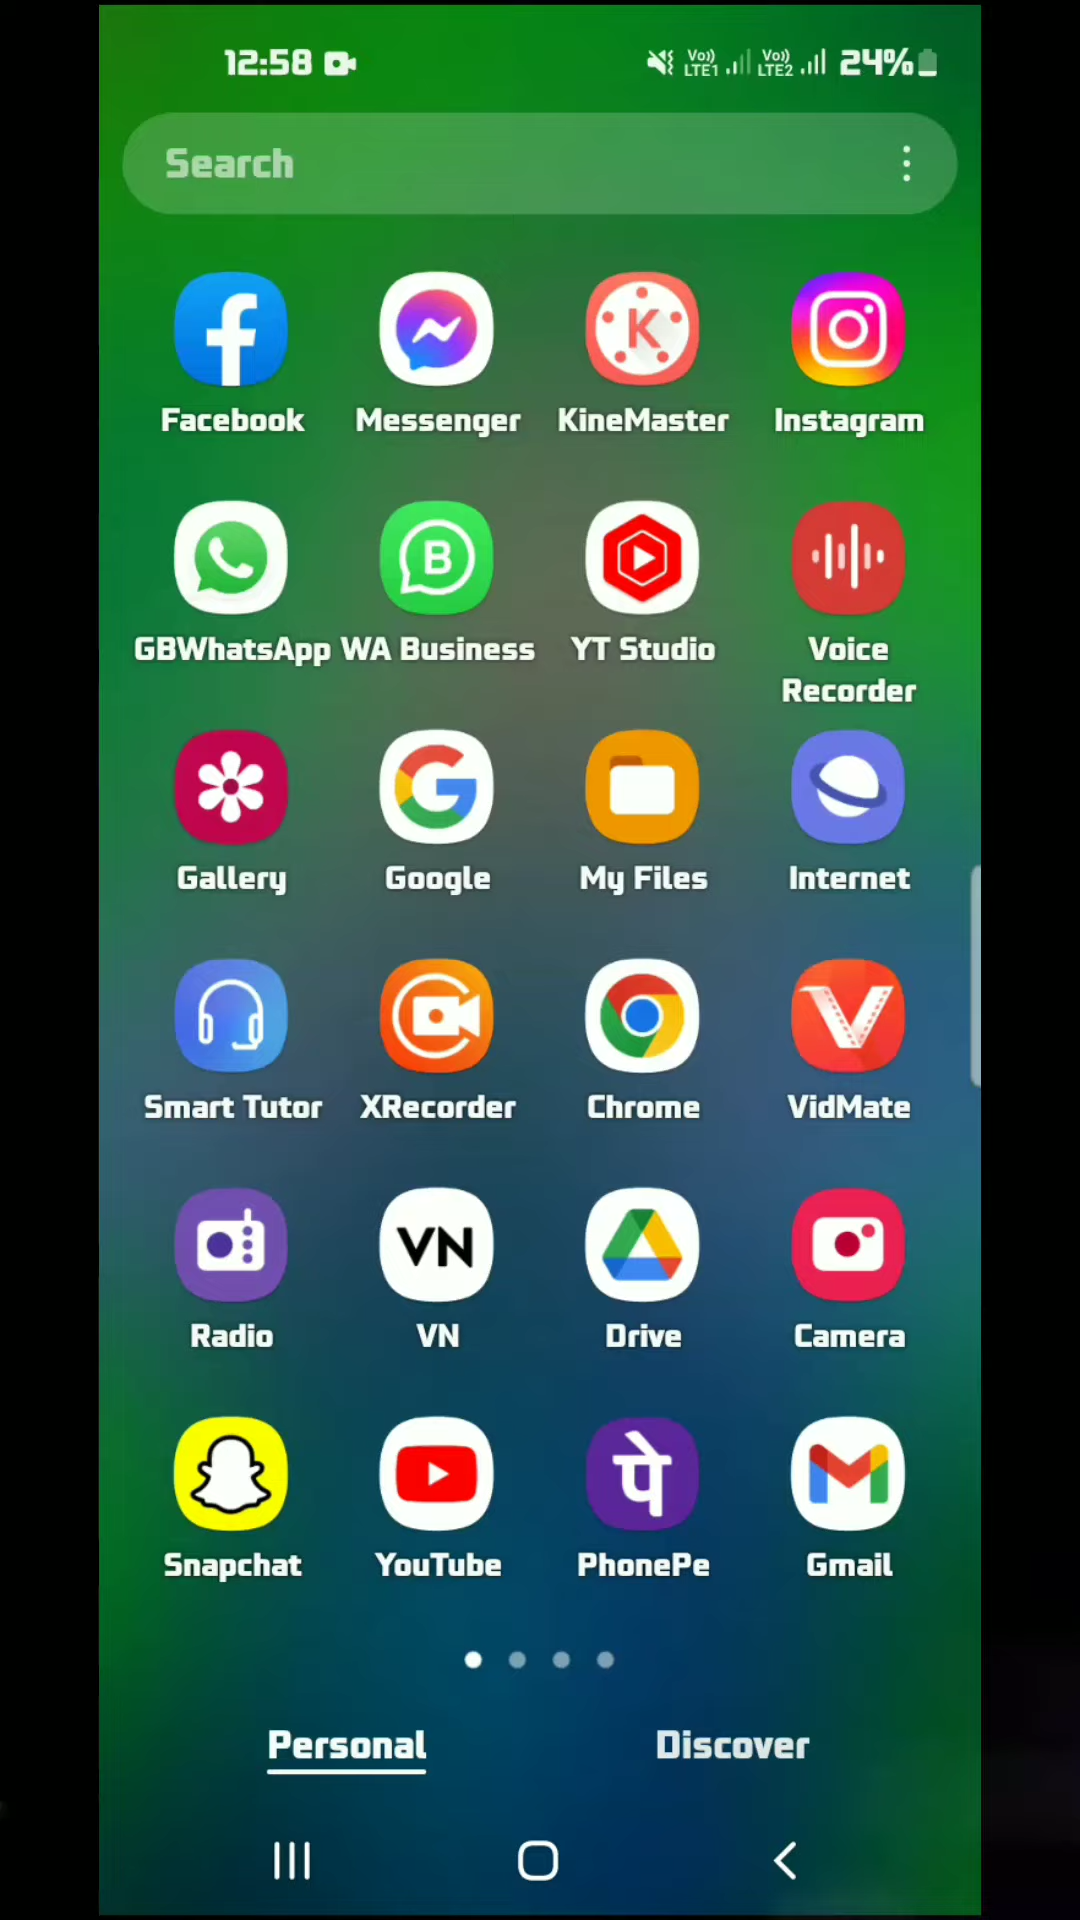 12:58
Vo)) LTE1 Vo)) LTE2 24%
Search
Facebook Messenger KineMaster Instagram
GBWhatsApp WA Business YT Studio Voice Recorder
Gallery Google My Files Internet
Smart Tutor XRecorder Chrome VidMate
VN
Radio VN Drive Camera
पे
Snapchat YouTube PhonePe Gmail
Personal Discover